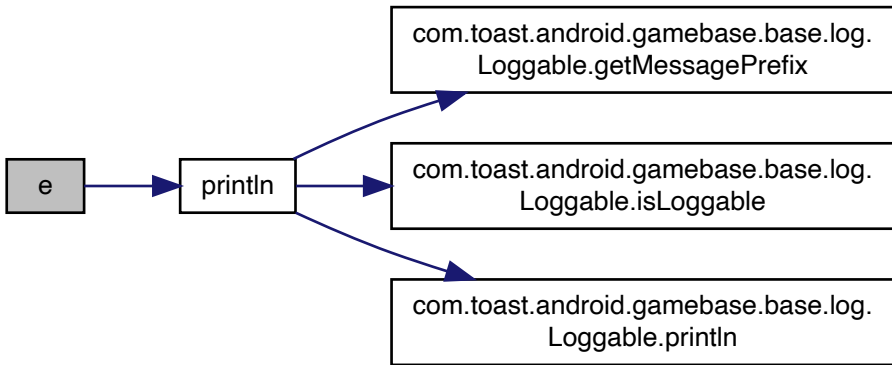 e
println
com.toast.android.gamebase.base.log.
Loggable.getMessagePrefix
com.toast.android.gamebase.base.log.
Loggable.isLoggable
com.toast.android.gamebase.base.log.
Loggable.println